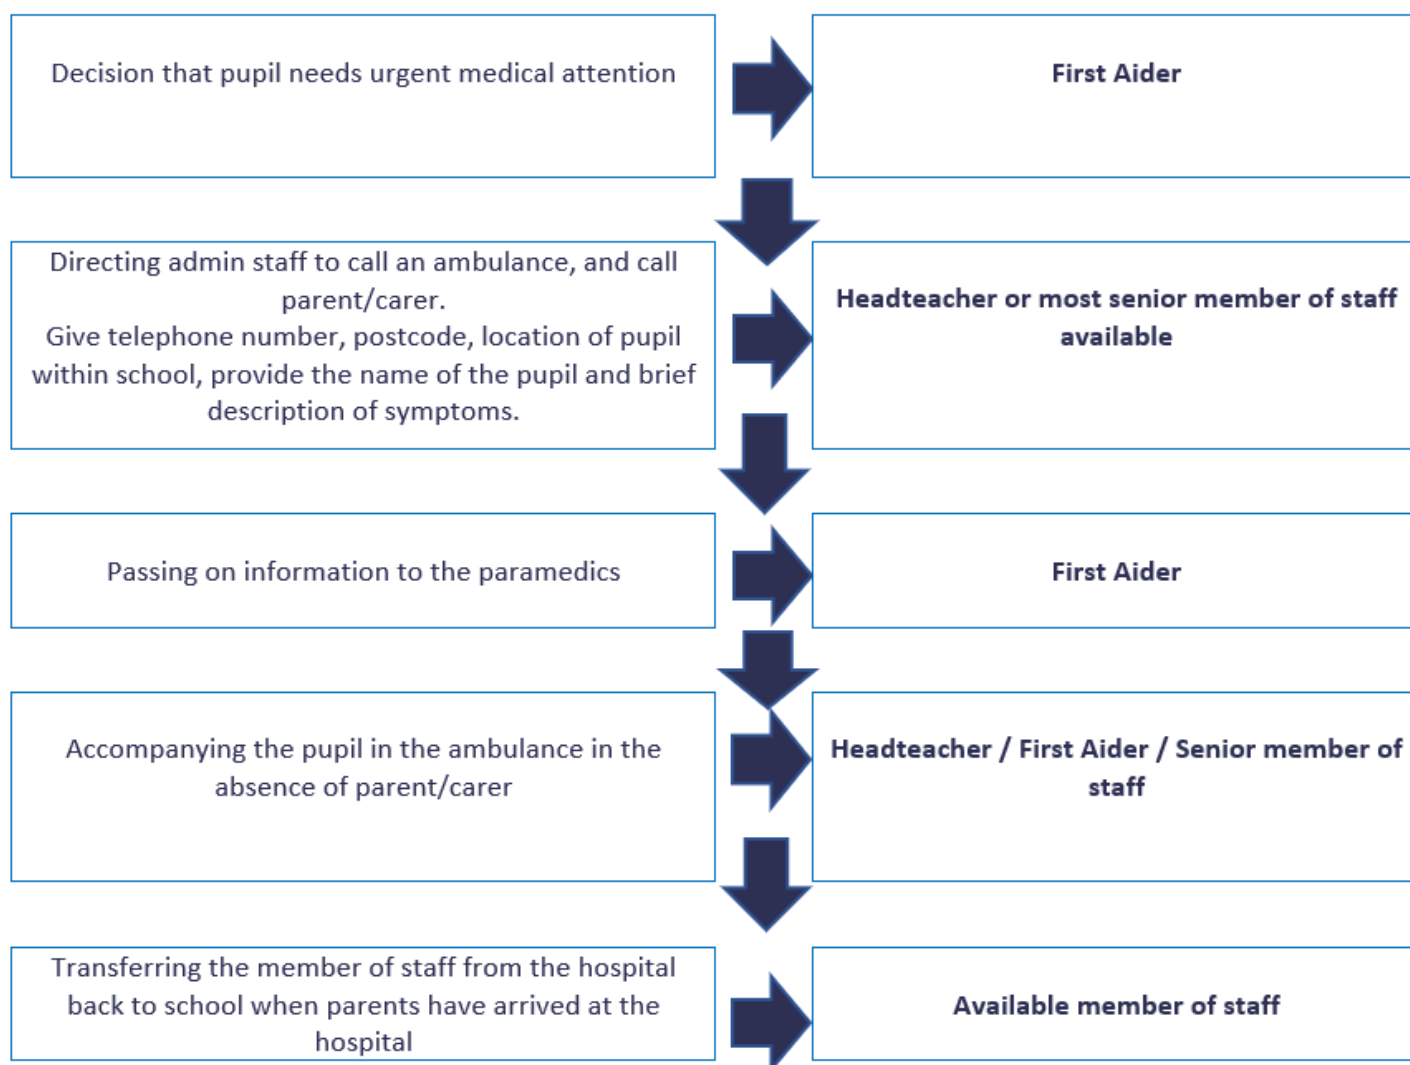 Decision that pupil needs urgent medical attention
First Aider
Directing admin staff to call an ambulance, and call
parent/carer.
Give telephone number, postcode, location of pupil
within school, provide the name of the pupil and brief
description of symptoms.
Headteacher or most senior member of staff
available
Passing on information to the paramedics
First Aider
Accompanying the pupil in the ambulance in the
absence of parent/carer
Headteacher / First Aider / Senior member of
staff
Transferring the member of staff from the hospital
back to school when parents have arrived at the
hospital
Available member of staff